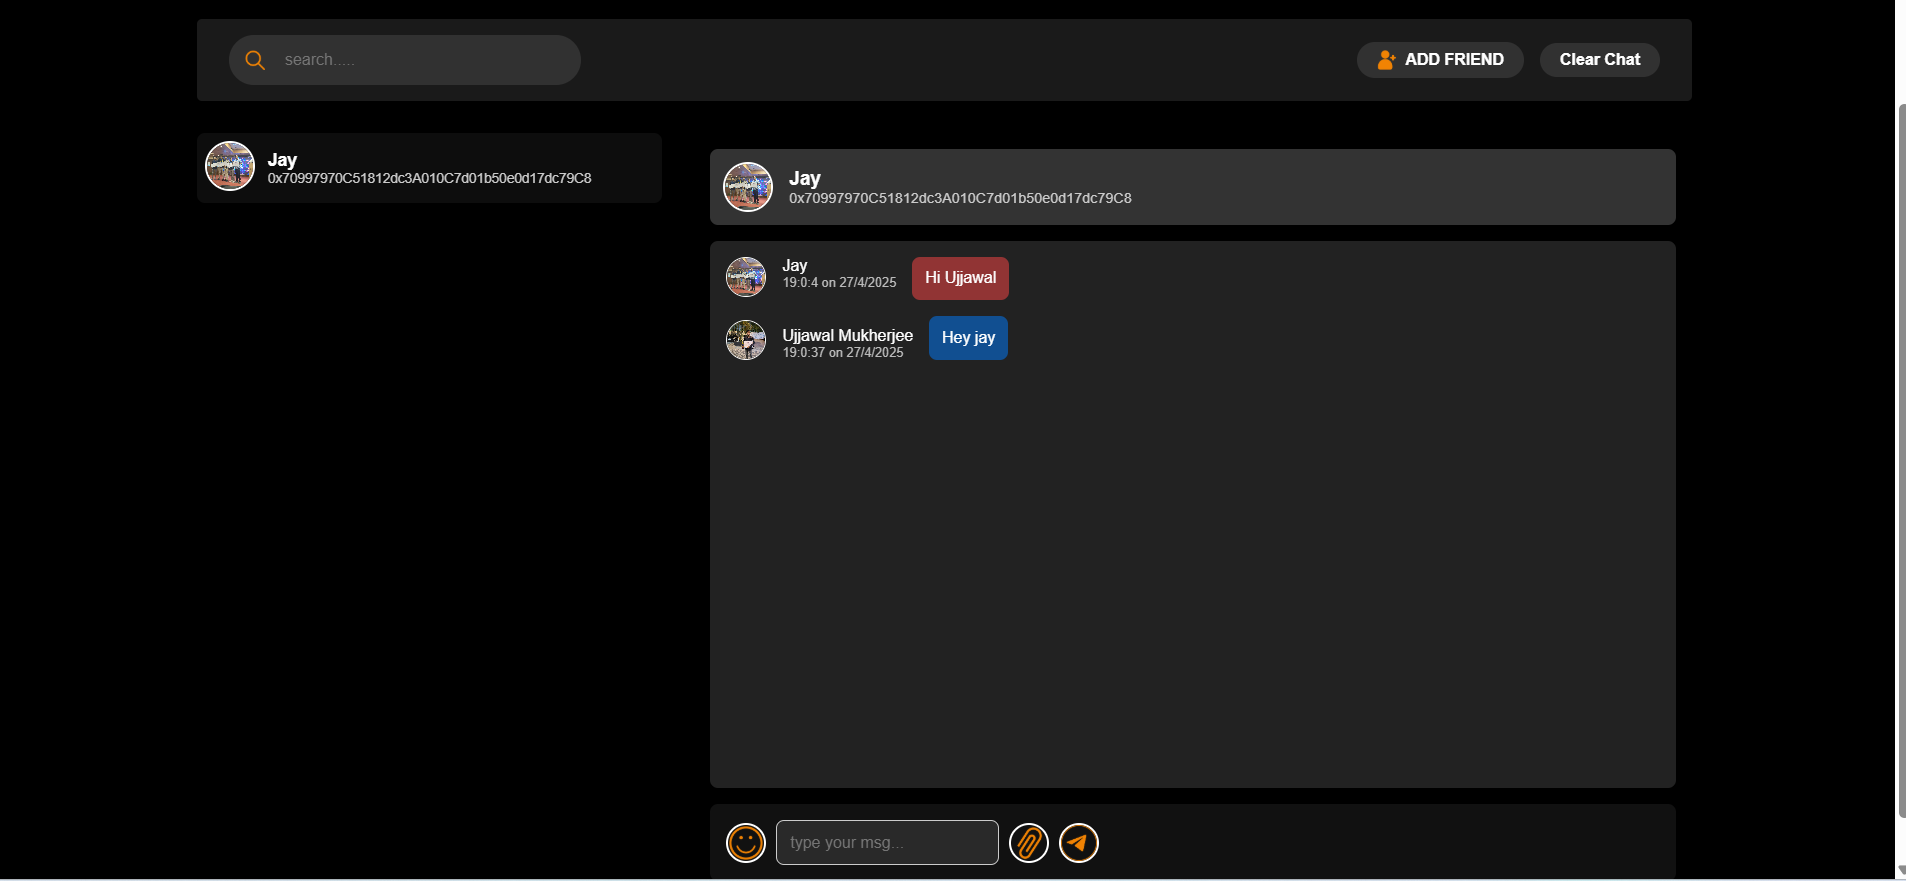 search.....
ADD FRIEND
Clear Chat
Jay
0x70997970C51812dc3A010C7d01b50e0d17dc79C8
Jay
0x70997970C51812dc3A010C7d01b50e0d17dc79C8
Jay
19:0:4 on 27/4/2025
Hi Ujjawal
Ujjawal Mukherjee
19:0:37 on 27/4/2025
Hey jay
type your msg...